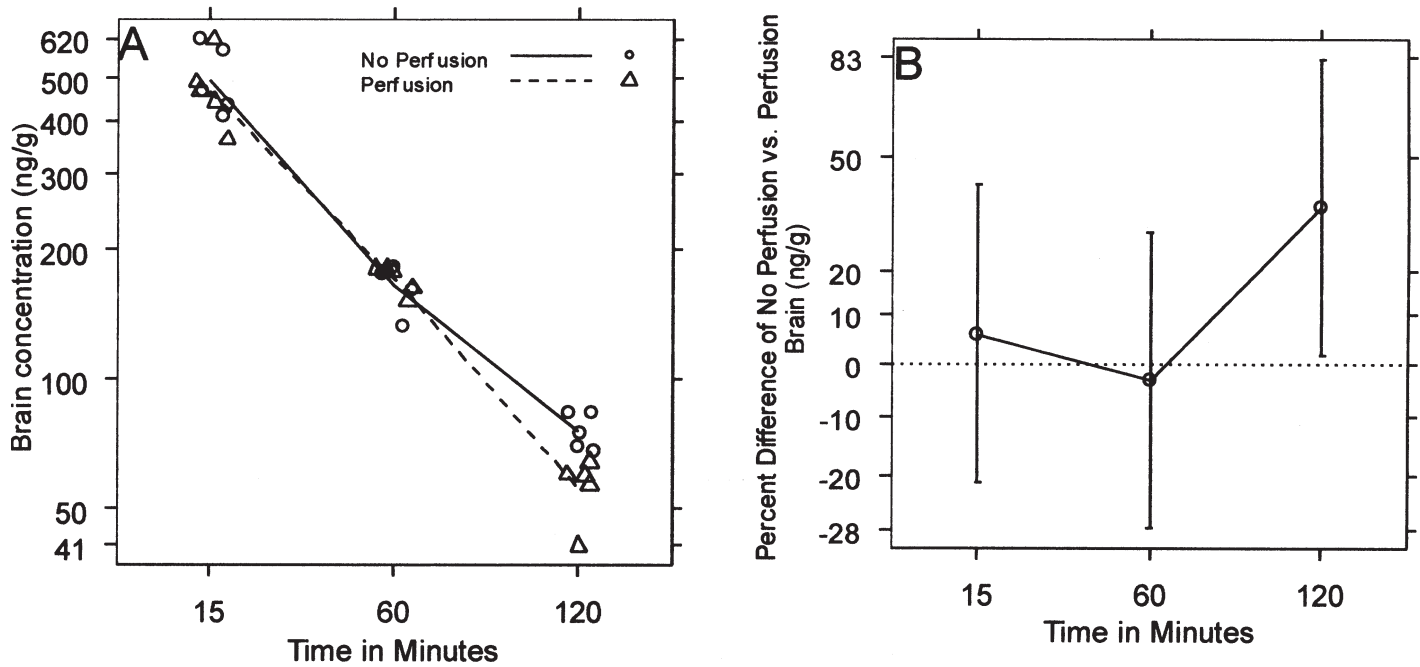 A
620
500
400
300
200
100
50
41
Brain concentration (ng/g)
No Perfusion
Perfusion
15 60 120
Time in Minutes
B
83
50
20
10
0
-10
-20
-28
Percent Difference of No Perfusion vs. Perfusion
Brain (ng/g)
15 60 120
Time in Minutes